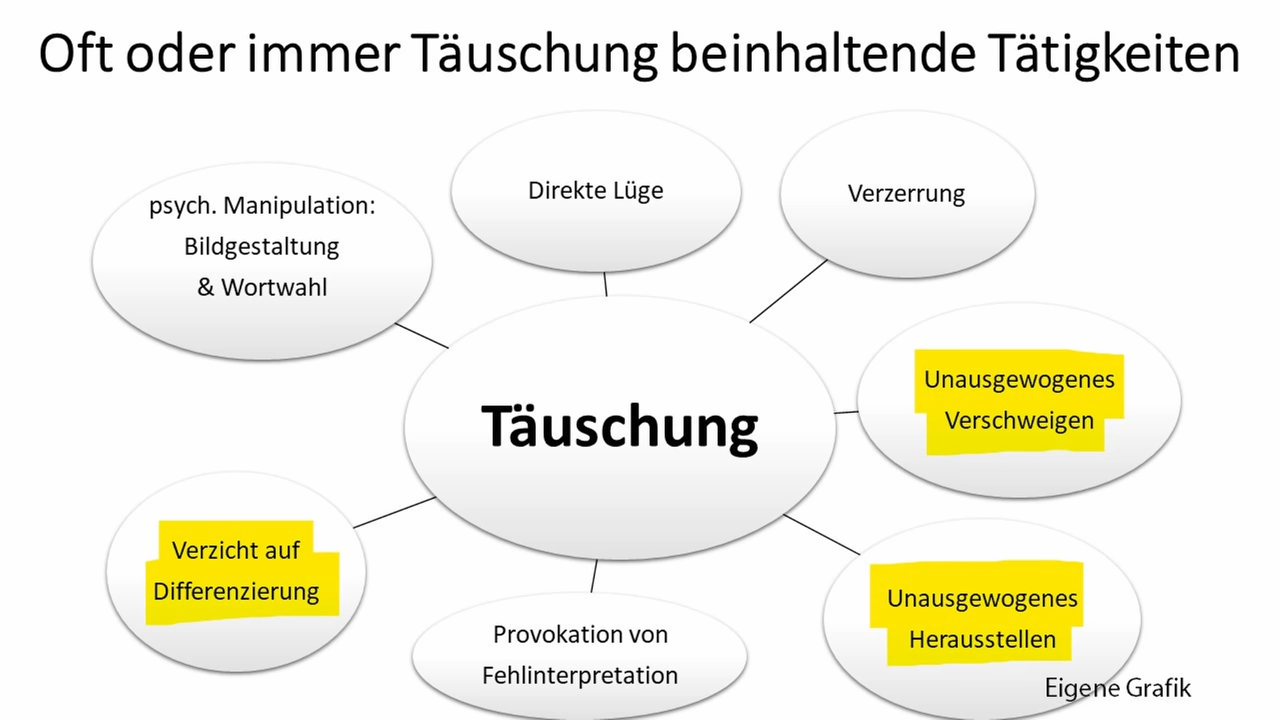 Oft oder immer Täuschung beinhaltende Tätigkeiten
psych. Manipulation:
Bildgestaltung
& Wortwahl
Direkte Lüge
Verzerrung
Täuschung
Unausgewogenes
Verschweigen
Verzicht auf
Differenzierung
Provokation von
Fehlinterpretation
Unausgewogenes
Herausstellen
Eigene Grafik